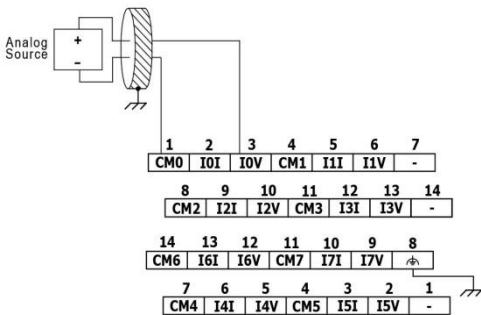 Analog
Source
+
-
1 2 3 4 5 6 7
CM0 I0I I0V CM1 I1I I1V -
8 9 10 11 12 13 14
CM2 I2I I2V CM3 I3I I3V -
14 13 12 11 10 9 8
CM6 I6I I6V CM7 I7I I7V
7 6 5 4 3 2 1
CM4 I4I I4V CM5 I5I I5V -